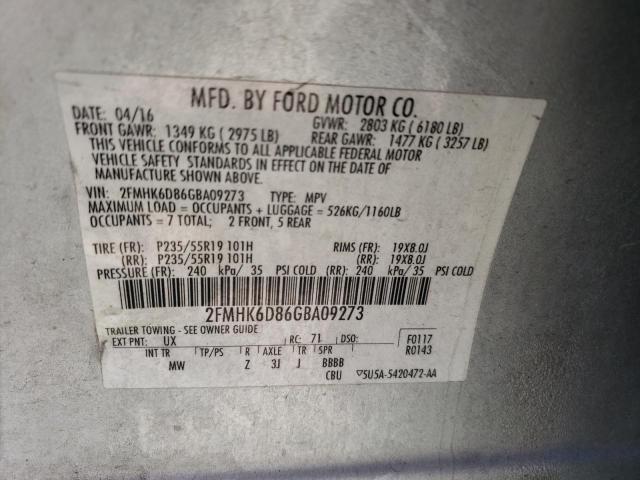 MFD. BY FORD MOTOR CO.
DATE: 04/16 GVWR: 2803 KG ( 6180 LB)
FRONT GAWR: 1349 KG ( 2975 LB) REAR GAWR: 1477 KG ( 3257 LB)
THIS VEHICLE CONFORMS TO ALL APPLICABLE FEDERAL MOTOR
VEHICLE SAFETY STANDARDS IN EFFECT ON THE DATE OF
MANUFACTURE SHOWN ABOVE.
VIN: 2FMHK6D86GBA09273 TYPE: MPV
MAXIMUM LOAD = OCCUPANTS + LUGGAGE = 526KG/1160LB
OCCUPANTS = 7 TOTAL; 2 FRONT, 5 REAR
TIRE (FR): P235/55R19 101H RIMS (FR): 19X8.0J
(RR): P235/55R19 101H (RR): 19X8.0J
PRESSURE (FR): 240 kPa/ 35 PSI COLD (RR): 240 kPa/ 35 PSI COLD
2FMHK6D86GBA09273
TRAILER TOWING - SEE OWNER GUIDE F0117
EXT PNT: UX RC: 71 DSO: R0143
INT TR TP/PS R AXLE TR SPR
MW Z 3J J BBBB
CBU 5U5A-5420472-AA